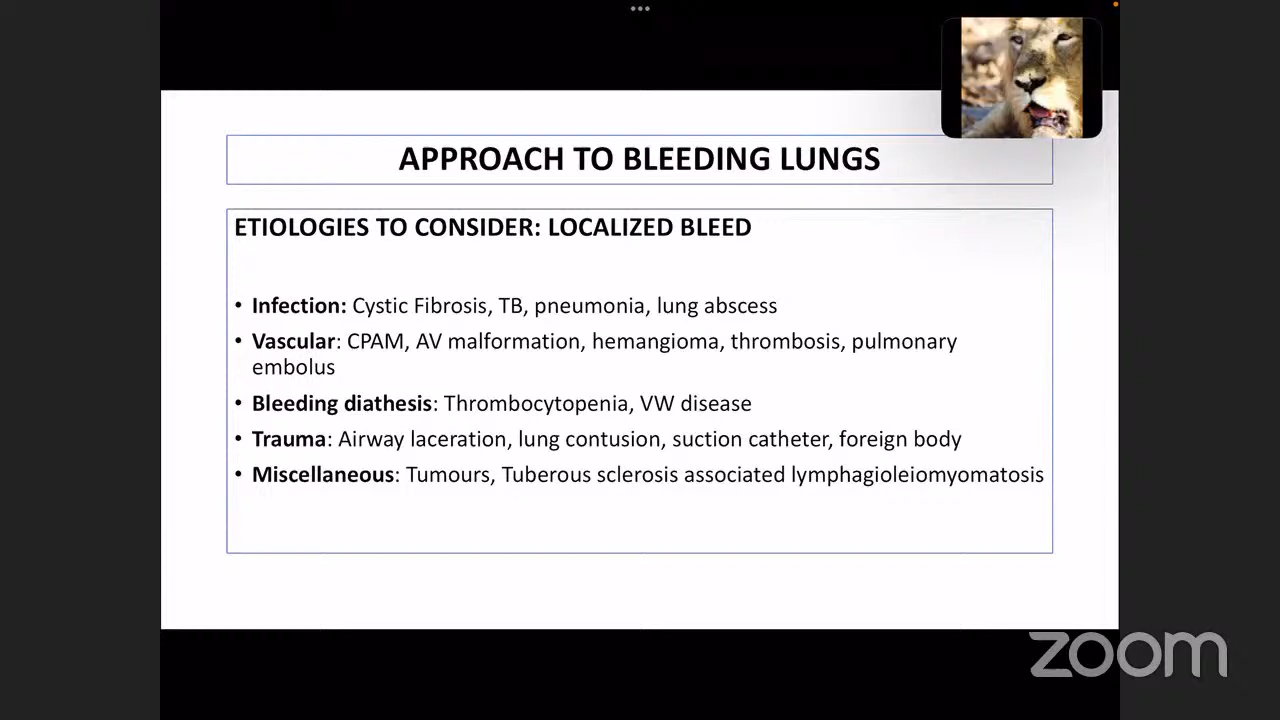 APPROACH TO BLEEDING LUNGS
ETIOLOGIES TO CONSIDER: LOCALIZED BLEED
• Infection: Cystic Fibrosis, TB, pneumonia, lung abscess
• Vascular: CPAM, AV malformation, hemangioma, thrombosis, pulmonary
embolus
• Bleeding diathesis: Thrombocytopenia, VW disease
• Trauma: Airway laceration, lung contusion, suction catheter, foreign body
• Miscellaneous: Tumours, Tuberous sclerosis associated lymphagioleiomyomatosis
zoom